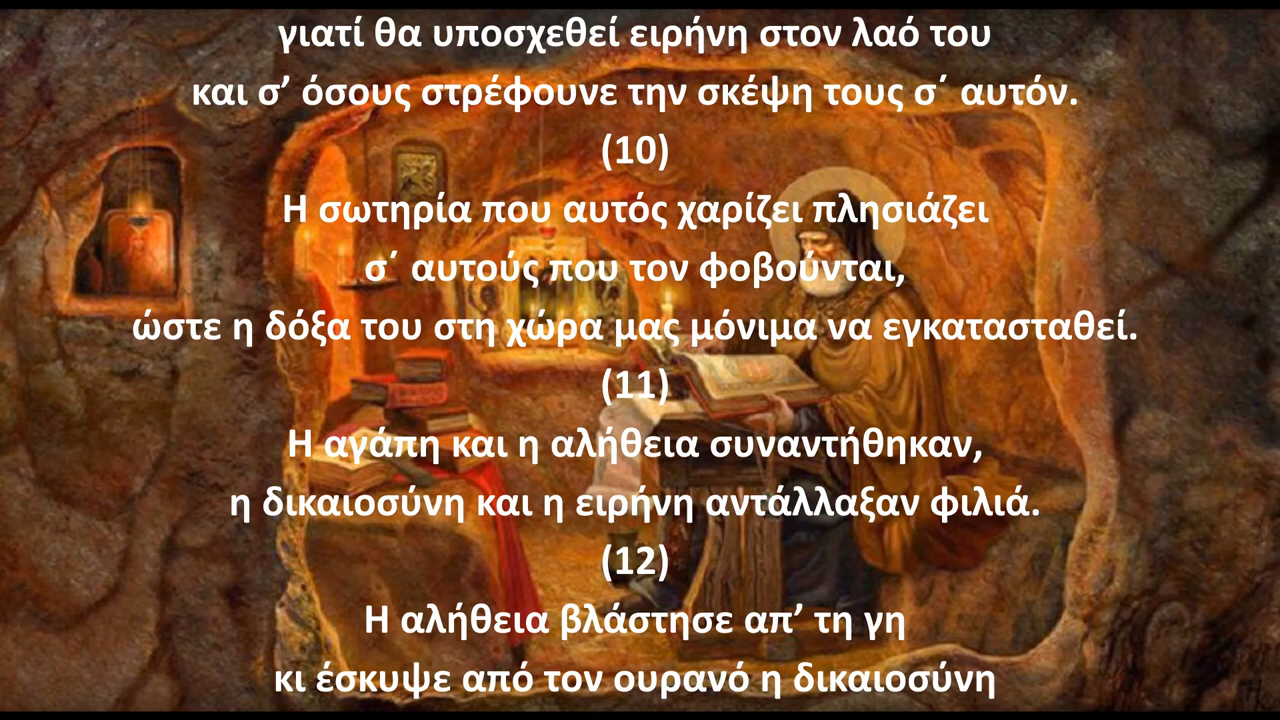 γιατί θα υποσχεθεί ειρήνη στον λαό του
και σ’ όσους στρέφουνε την σκέψη τους σ΄ αυτόν.
(10)
Η σωτηρία που αυτός χαρίζει πλησιάζει
σ΄ αυτούς που τον φοβούνται,
ώστε η δόξα του στη χώρα μας μόνιμα να εγκατασταθεί.
(11)
Η αγάπη και η αλήθεια συναντήθηκαν,
η δικαιοσύνη και η ειρήνη αντάλλαξαν φιλιά.
(12)
Η αλήθεια βλάστησε απ’ τη γη
κι έσκυψε από τον ουρανό η δικαιοσύνη